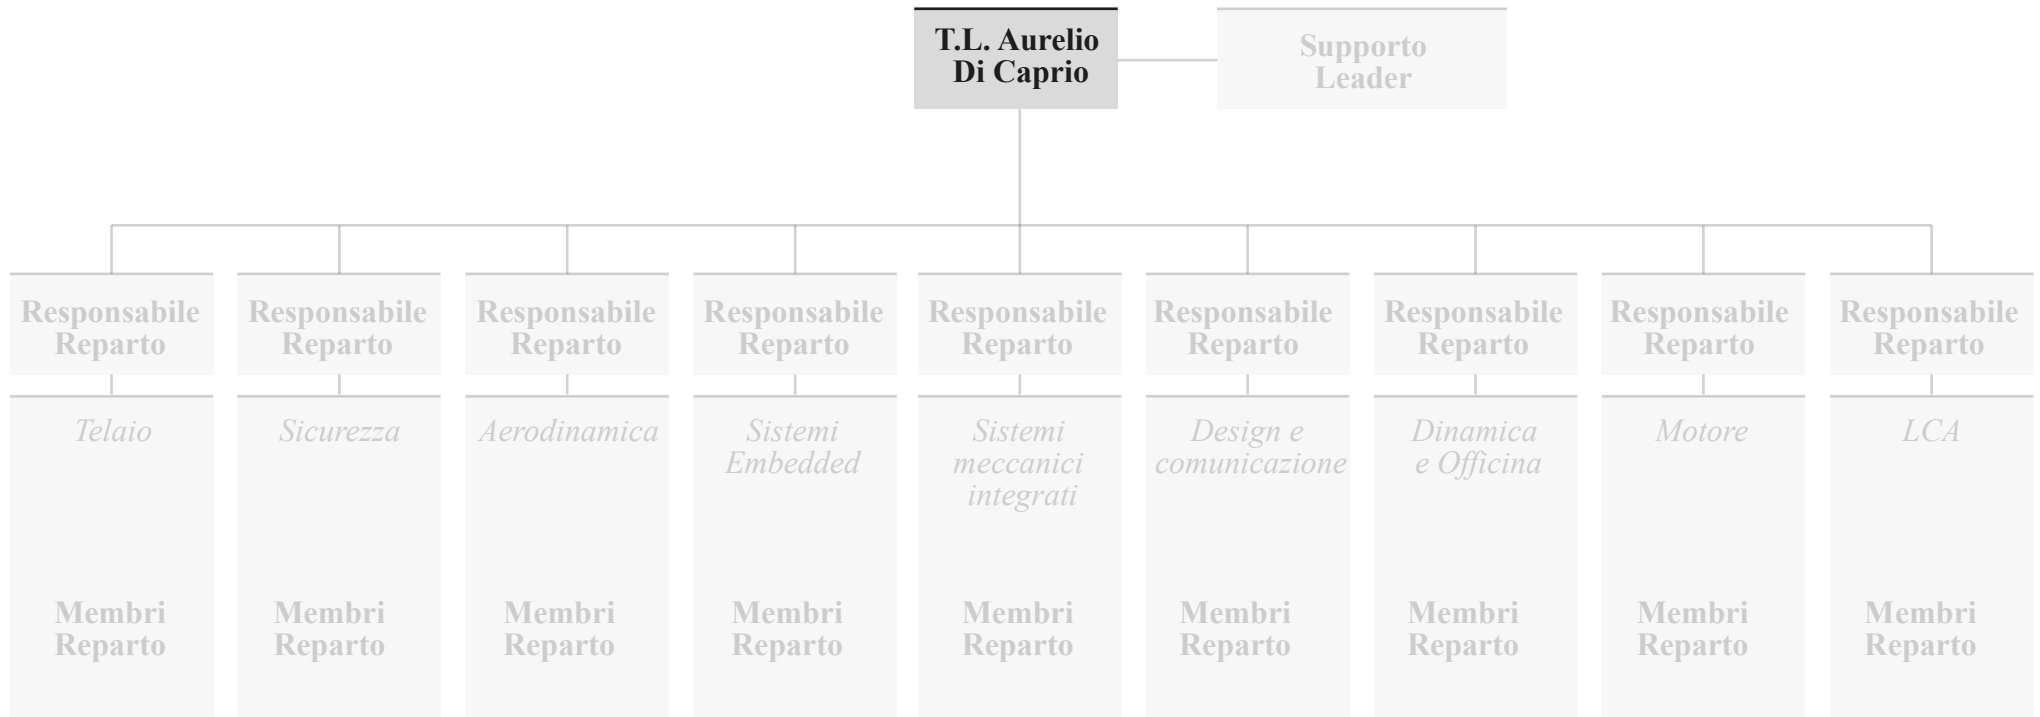 T.L. Aurelio
Di Caprio
Supporto
Leader
Responsabile
Reparto
Responsabile
Reparto
Responsabile
Reparto
Responsabile
Reparto
Responsabile
Reparto
Responsabile
Reparto
Responsabile
Reparto
Responsabile
Reparto
Responsabile
Reparto
Telaio
Sicurezza
Aerodinamica
Sistemi
Embedded
Sistemi
meccanici
integrati
Design e
comunicazione
Dinamica
e Officina
Motore
LCA
Membri
Reparto
Membri
Reparto
Membri
Reparto
Membri
Reparto
Membri
Reparto
Membri
Reparto
Membri
Reparto
Membri
Reparto
Membri
Reparto